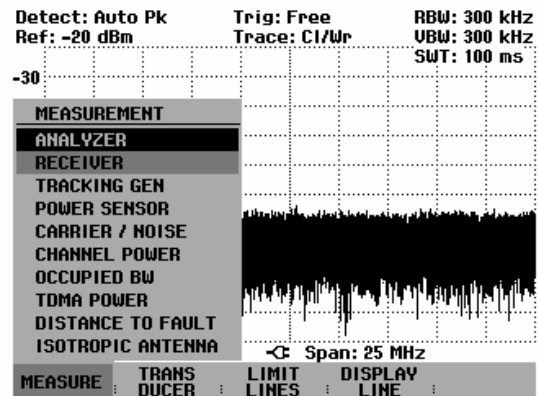 Detect: Auto Pk Trig: Free RBW: 300 kHz
Ref: -20 dBm Trace: Cl/Wr VBW: 300 kHz
SWT: 100 ms
-30
MEASUREMENT
ANALYZER
RECEIVER
TRACKING GEN
POWER SENSOR
CARRIER / NOISE
CHANNEL POWER
OCCUPIED BW
TDMA POWER
DISTANCE TO FAULT
ISOTROPIC ANTENNA
Span: 25 MHz
MEASURE TRANS DUCER LIMIT LINES DISPLAY LINE